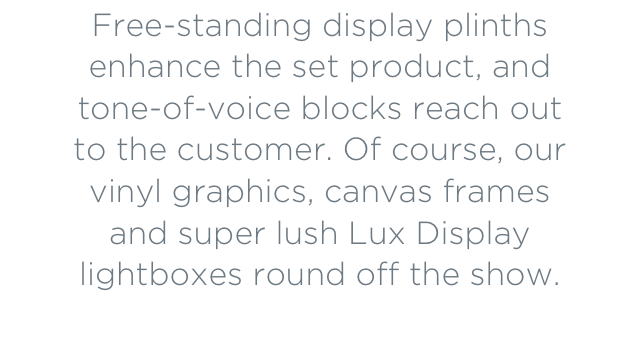 Free-standing display plinths
enhance the set product, and
tone-of-voice blocks reach out
to the customer. Of course, our
vinyl graphics, canvas frames
and super lush Lux Display
lightboxes round off the show.